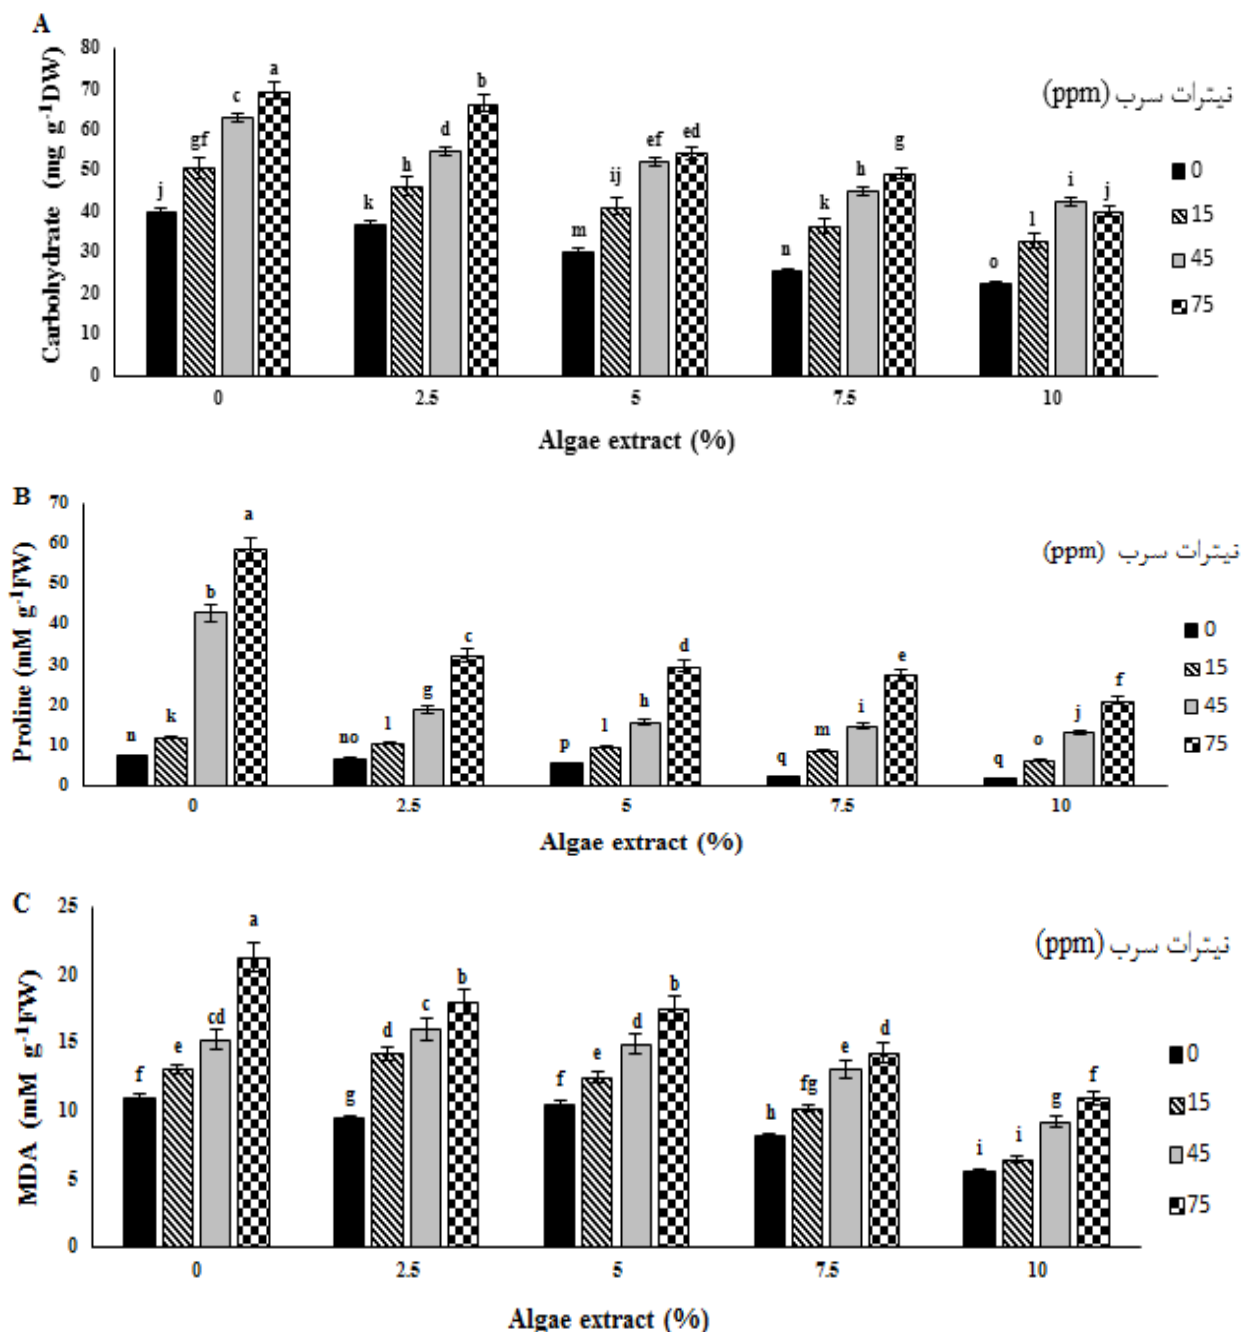 A
Carbohydrate (mg g-1DW)
80
70
60
50
40
30
20
10
0
j gf c a
k h d b
m ij ef ed
n k h g
o l i j
0 2.5 5 7.5 10
Algae extract (%)
نیترات سرب (ppm)
0
15
45
75
B
Proline (mM g-1FW)
70
60
50
40
30
20
10
0
n k b a
no l g c
p l h d
q m i e
q o j f
0 2.5 5 7.5 10
Algae extract (%)
نیترات سرب (ppm)
0
15
45
75
C
MDA (mM g-1FW)
25
20
15
10
5
0
f e cd a
g d c b
f e d b
h fg e d
i i g f
0 2.5 5 7.5 10
Algae extract (%)
نیترات سرب (ppm)
0
15
45
75